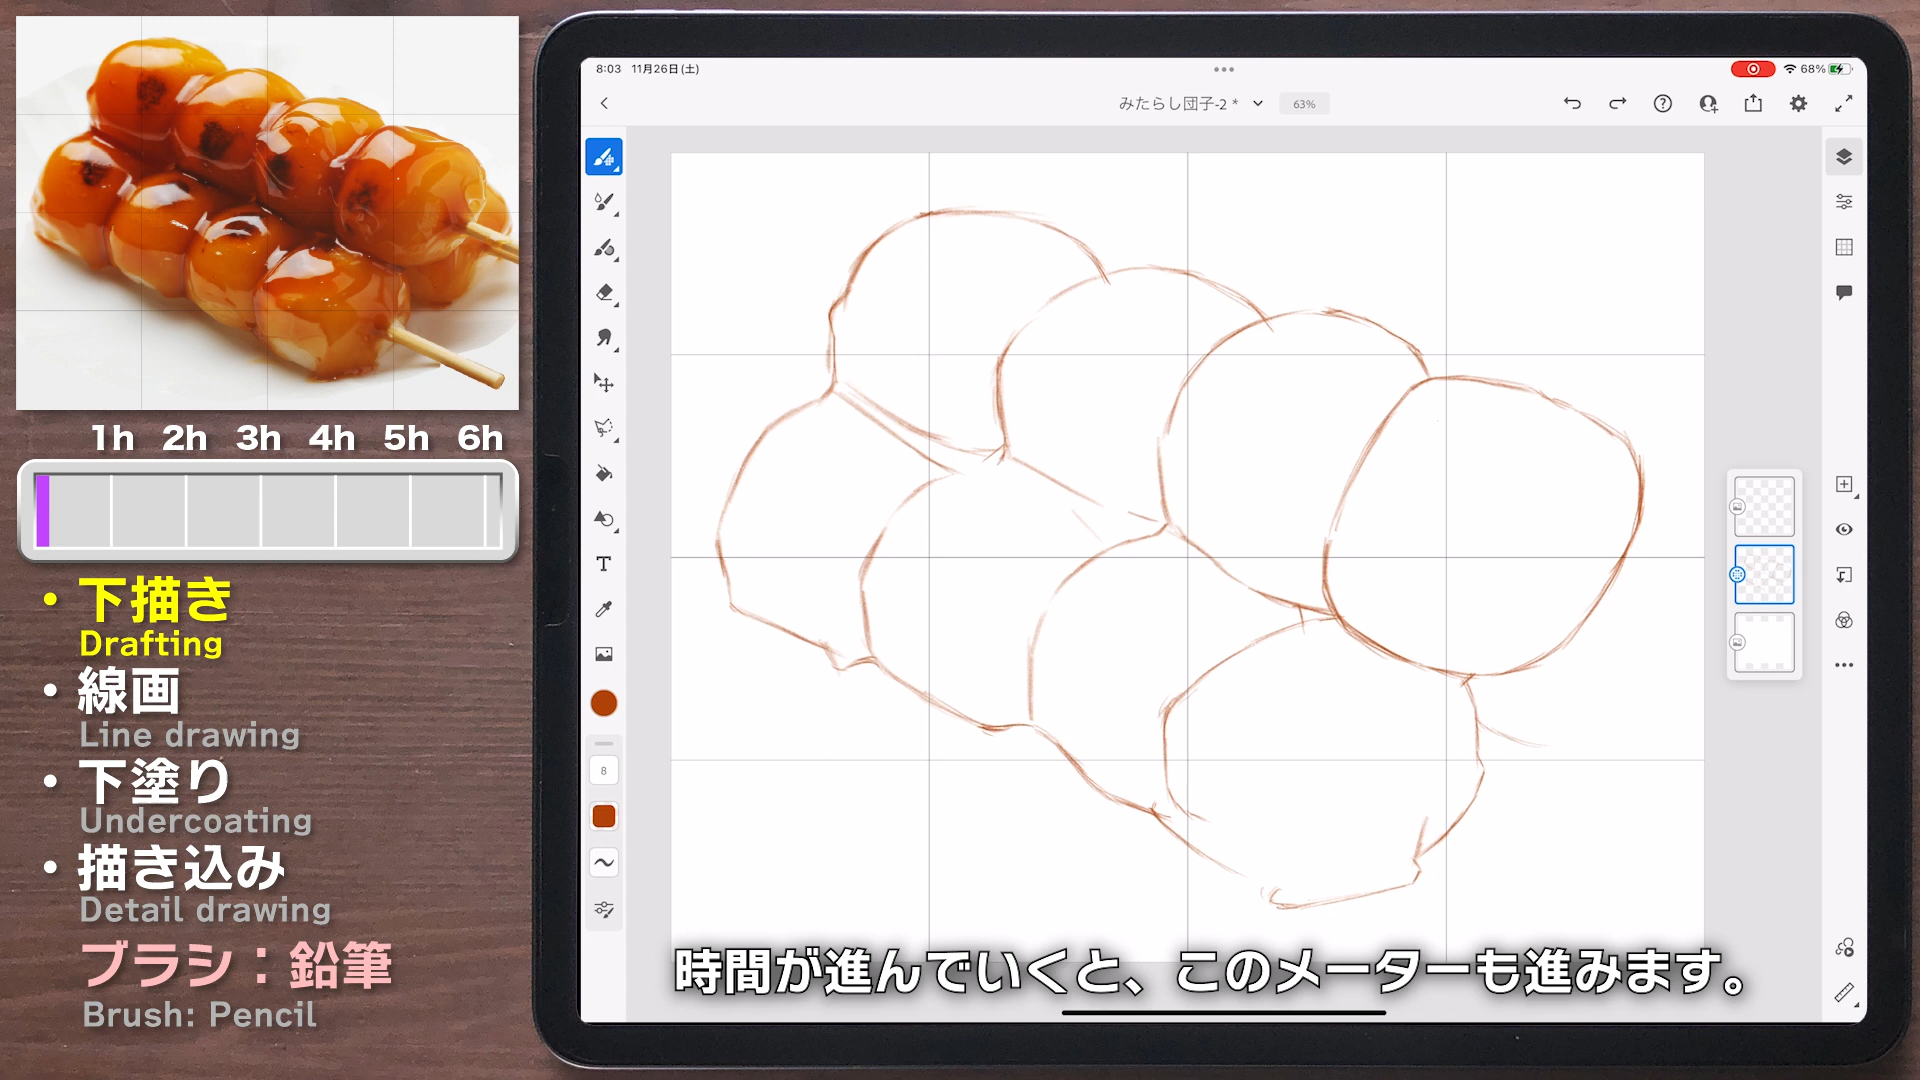 8:03 11月26日(土)
68%
みたらし団子-2 *
63%
1h 2h 3h 4h 5h 6h
・下描き
Drafting
・線画
Line drawing
・下塗り
Undercoating
・描き込み
Detail drawing
ブラシ：鉛筆
Brush: Pencil
T
8
時間が進んでいくと、このメーターも進みます。